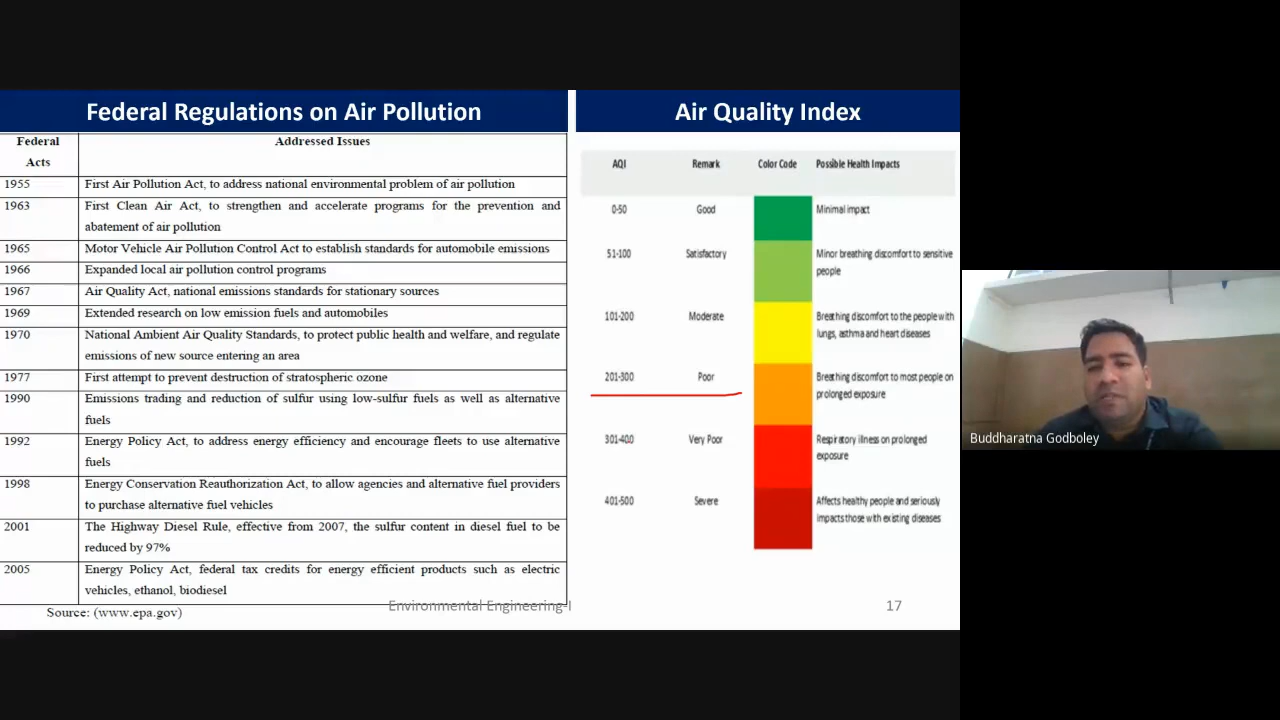 Federal Regulations on Air Pollution
Federal
Acts
Addressed Issues
1955
First Air Pollution Act, to address national environmental problem of air pollution
1963
First Clean Air Act, to strengthen and accelerate programs for the prevention and
abatement of air pollution
1965
Motor Vehicle Air Pollution Control Act to establish standards for automobile emissions
1966
Expanded local air pollution control programs
1967
Air Quality Act, national emissions standards for stationary sources
1969
Extended research on low emission fuels and automobiles
1970
National Ambient Air Quality Standards, to protect public health and welfare, and regulate
emissions of new source entering an area
1977
First attempt to prevent destruction of stratospheric ozone
1990
Emissions trading and reduction of sulfur using low-sulfur fuels as well as alternative
fuels
1992
Energy Policy Act, to address energy efficiency and encourage fleets to use alternative
fuels
1998
Energy Conservation Reauthorization Act, to allow agencies and alternative fuel providers
to purchase alternative fuel vehicles
2001
The Highway Diesel Rule, effective from 2007, the sulfur content in diesel fuel to be
reduced by 97%
2005
Energy Policy Act, federal tax credits for energy efficient products such as electric
vehicles, ethanol, biodiesel
Source: (www.epa.gov)
Environmental Engineering-I
Air Quality Index
AQI
Remark
Color Code
Possible Health Impacts
0-50
Good
Minimal impact
51-100
Satisfactory
Minor breathing discomfort to sensitive
people
101-200
Moderate
Breathing discomfort to the people with
lungs, asthma and heart diseases
201-300
Poor
Breathing discomfort to most people on
prolonged exposure
301-400
Very Poor
Respiratory illness on prolonged
exposure
401-500
Severe
Affects healthy people and seriously
impacts those with existing diseases
17
Buddharatna Godboley